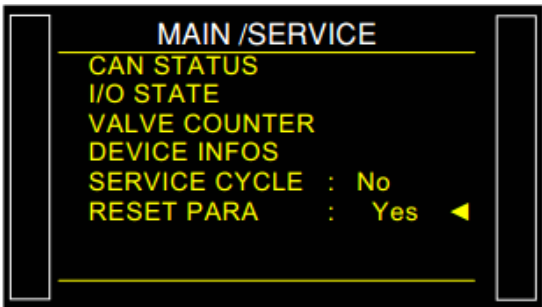 MAIN /SERVICE
CAN STATUS
I/O STATE
VALVE COUNTER
DEVICE INFOS
SERVICE CYCLE : No
RESET PARA : Yes ◄